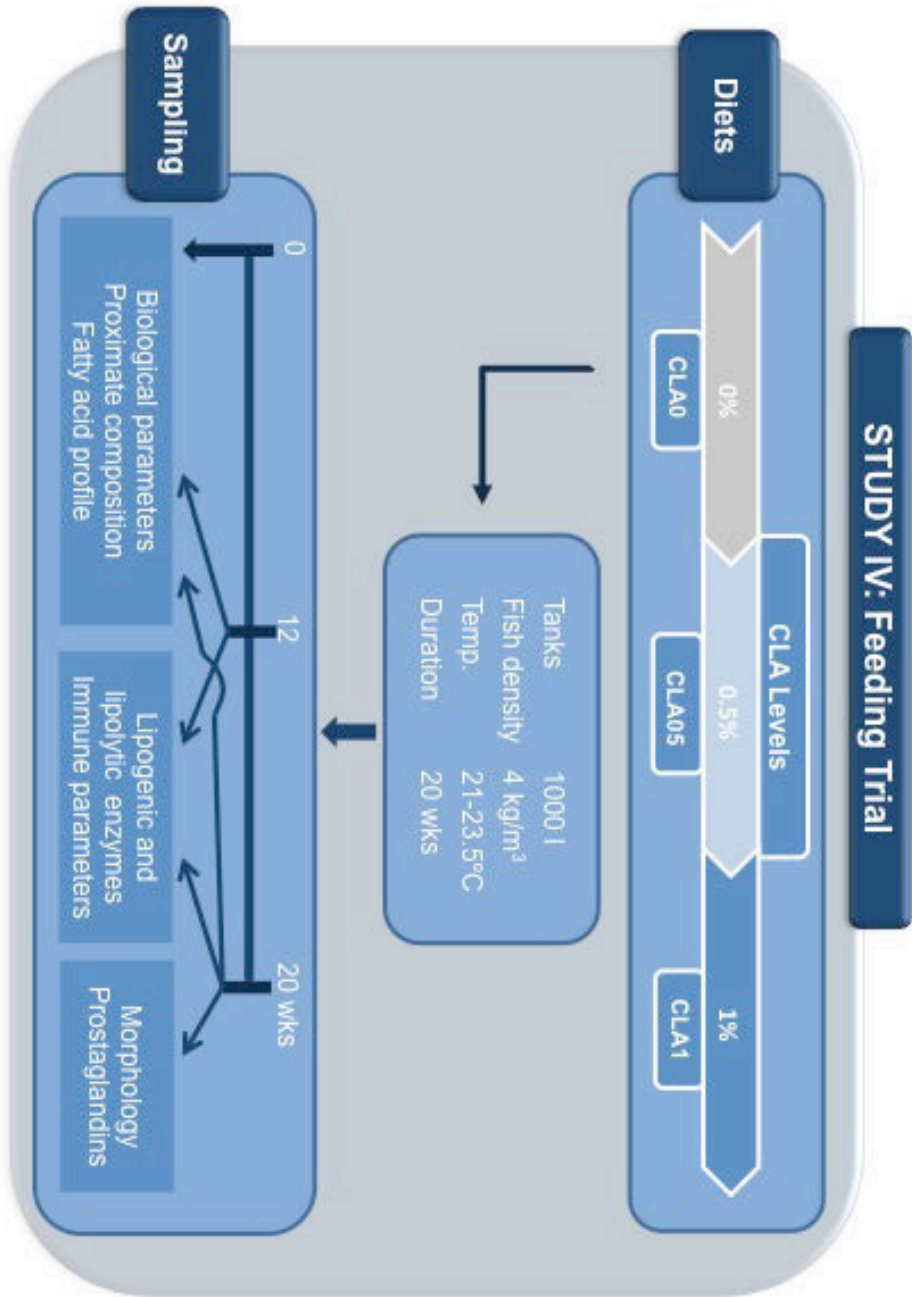 STUDY IV: Feeding Trial
Diets
CLA Levels
0%
0.5%
1%
CLA0
CLA05
CLA1
Tanks 1000 l
Fish density 4 kg/m³
Temp. 21-23.5ºC
Duration 20 wks
Sampling
0
12
20 wks
Biological parameters
Proximate composition
Fatty acid profile
Lipogenic and
lipolytic enzymes
Immune parameters
Morphology
Prostaglandins